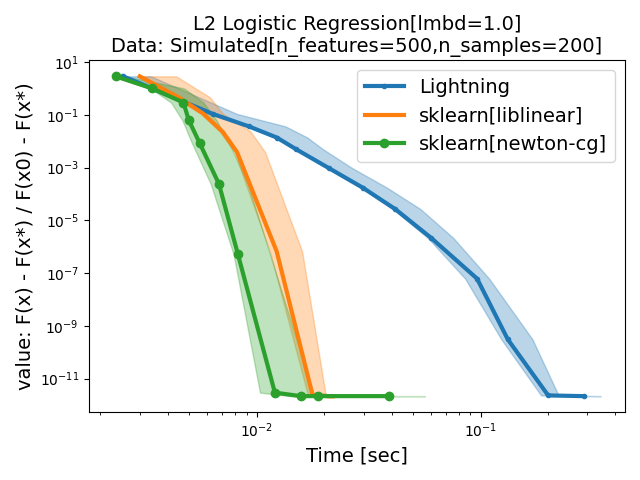 L2 Logistic Regression[lmbd=1.0]
Data: Simulated[n_features=500,n_samples=200]
value: F(x) - F(x*) / F(x0) - F(x*)
10¹
10⁻¹
10⁻³
10⁻⁵
10⁻⁷
10⁻⁹
10⁻¹¹
Lightning
sklearn[liblinear]
sklearn[newton-cg]
10⁻² 10⁻¹
Time [sec]